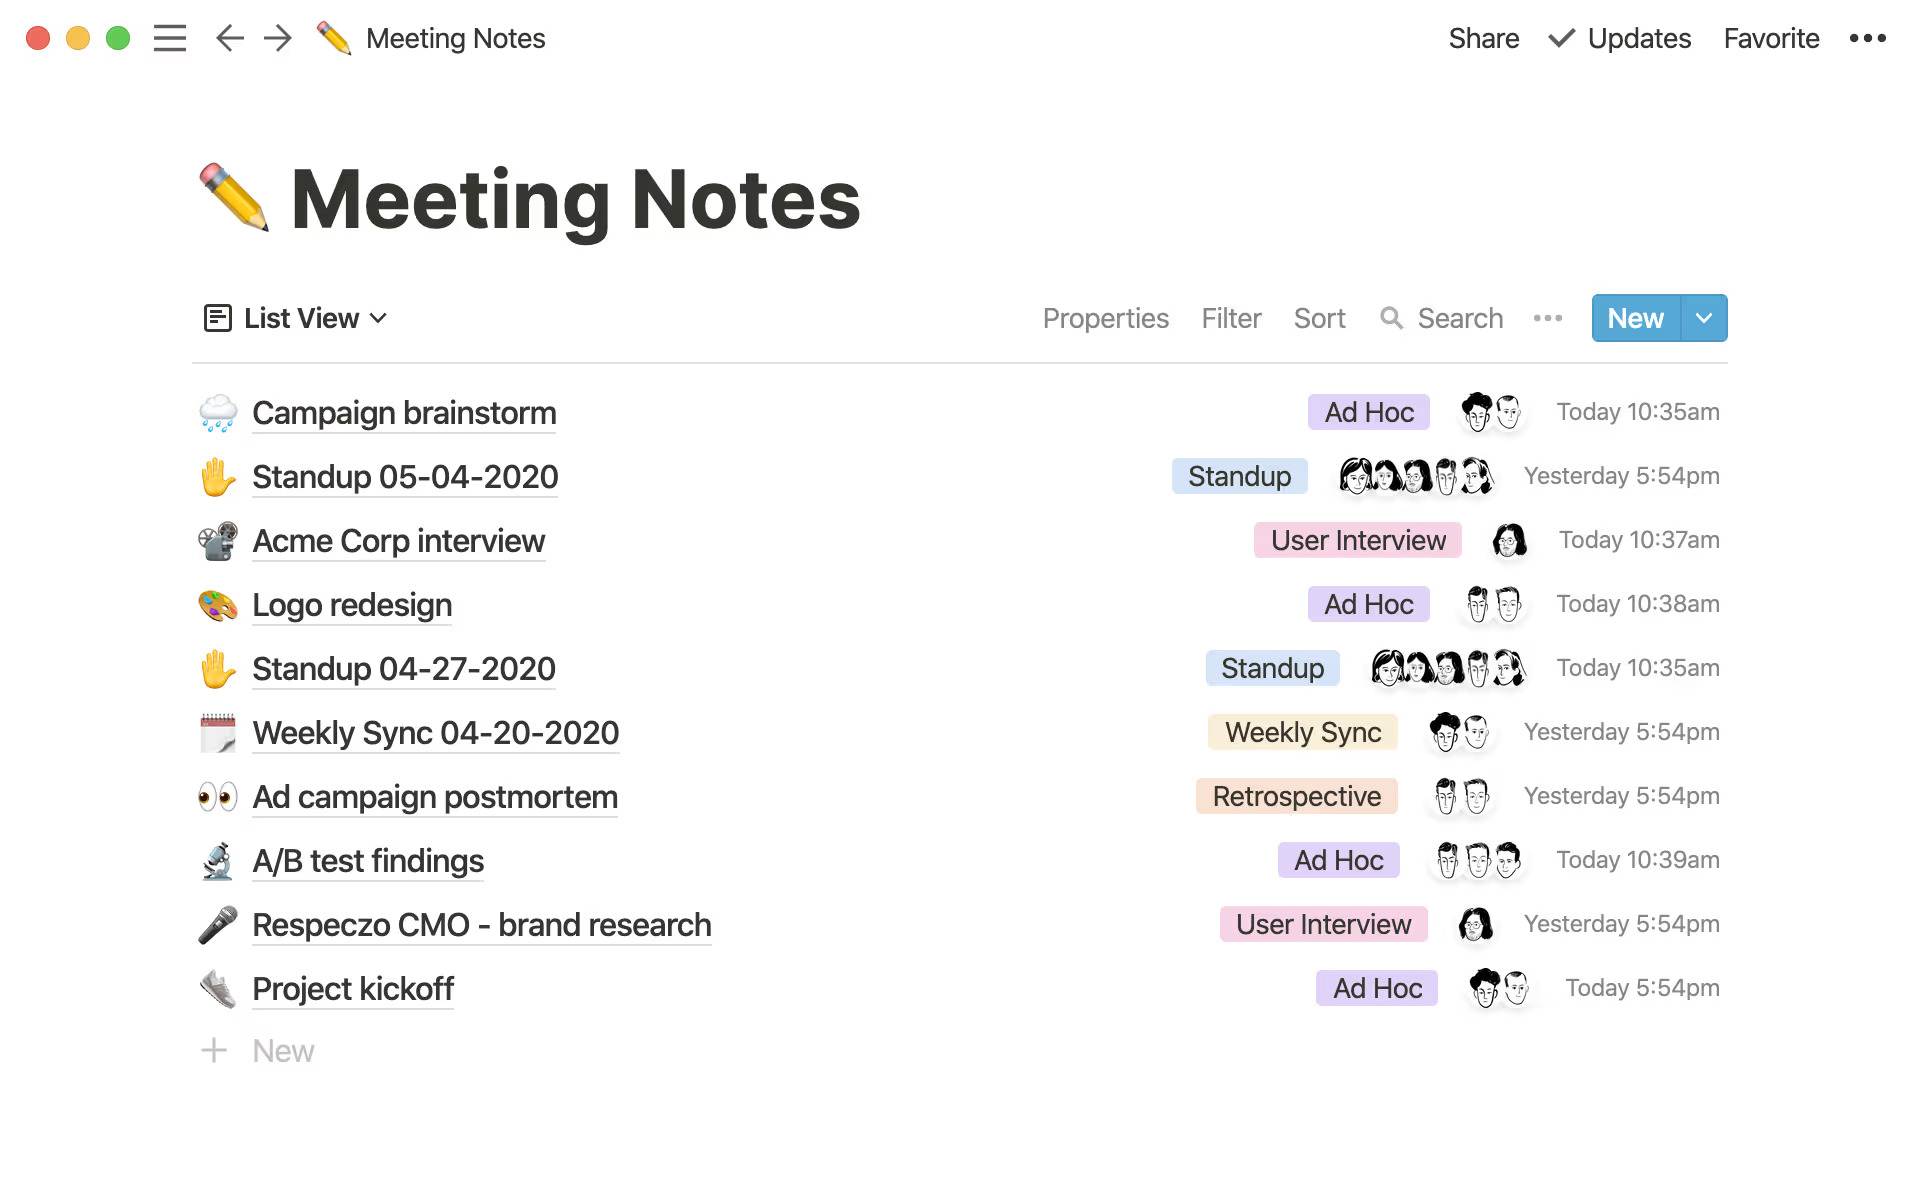 Meeting Notes Share Updates Favorite
Meeting Notes
List View Properties Filter Sort Search New
Campaign brainstorm Ad Hoc Today 10:35am
Standup 05-04-2020 Standup Yesterday 5:54pm
Acme Corp interview User Interview Today 10:37am
Logo redesign Ad Hoc Today 10:38am
Standup 04-27-2020 Standup Today 10:35am
Weekly Sync 04-20-2020 Weekly Sync Yesterday 5:54pm
Ad campaign postmortem Retrospective Yesterday 5:54pm
A/B test findings Ad Hoc Today 10:39am
Respeczo CMO - brand research User Interview Yesterday 5:54pm
Project kickoff Ad Hoc Today 5:54pm
New